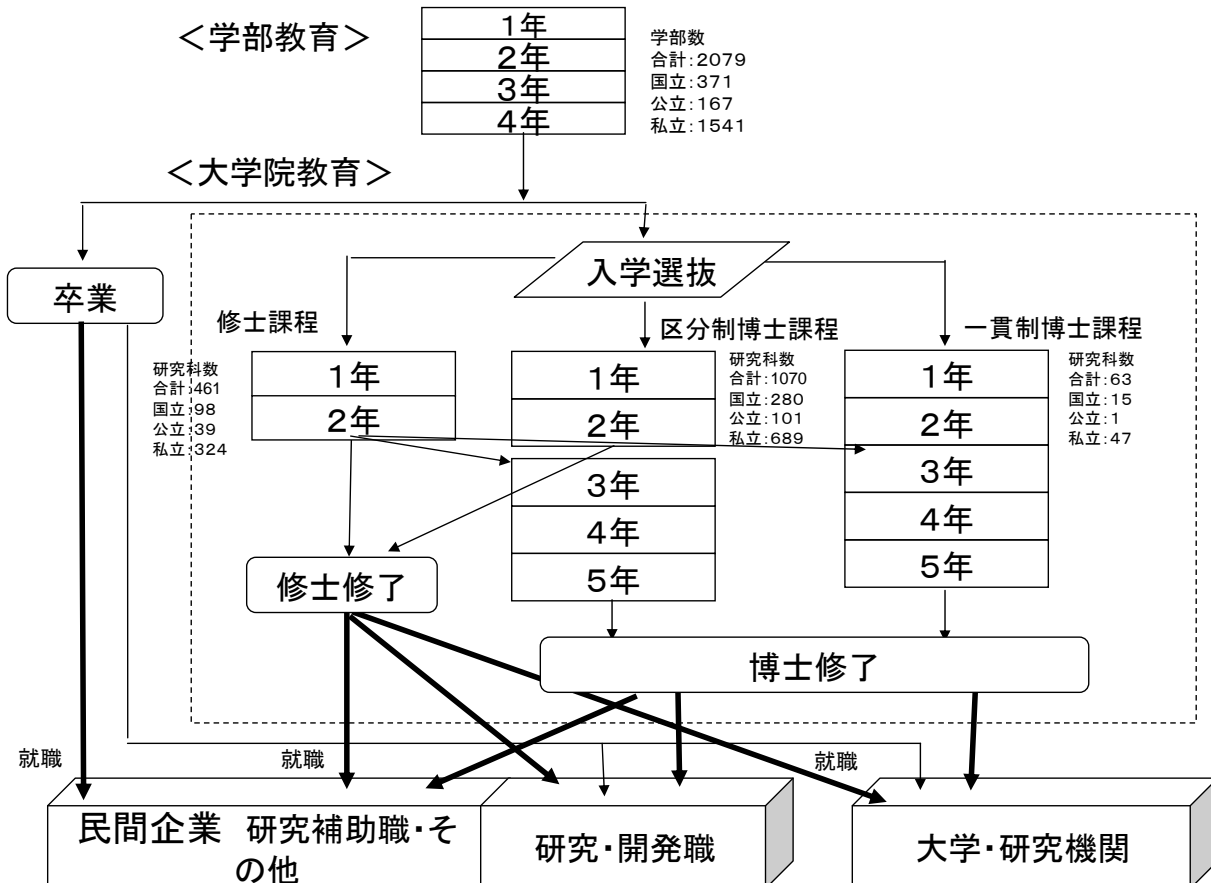 ＜学部教育＞
1年
2年
3年
4年
学部数
合計:2079
国立:371
公立:167
私立:1541
＜大学院教育＞
入学選抜
卒業
修士課程
研究科数
合計:461
国立:98
公立:39
私立:324
1年
2年
区分制博士課程
1年
2年
3年
4年
5年
研究科数
合計:1070
国立:280
公立:101
私立:689
一貫制博士課程
1年
2年
3年
4年
5年
研究科数
合計:63
国立:15
公立:1
私立:47
修士修了
博士修了
就職
就職
就職
民間企業 研究補助職・そ
の他
研究・開発職
大学・研究機関